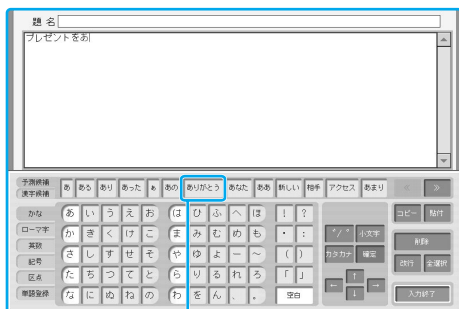 題 名
プレゼントをあ
予測候補 あ ある あり あった ぁ あの ありがとう あなた ああ 新しい 相手 アクセス あまり 《 》
漢字候補
かな あ い う え お は ひ ふ へ ほ ！ ？ コピー 貼付
ローマ字 か き く け こ ま み む め も ・ ： ゛/゜ 小文字
英数 さ し す せ そ や ゆ よ ー 〜 （ ） カタカナ 確定 削除
記号 た ち つ て と ら り る れ ろ 「 」 ↑ 改行 全選択
区点 な に ぬ ね の わ を ん 、 。 空白 ← ↓ → 入力終了
単語登録